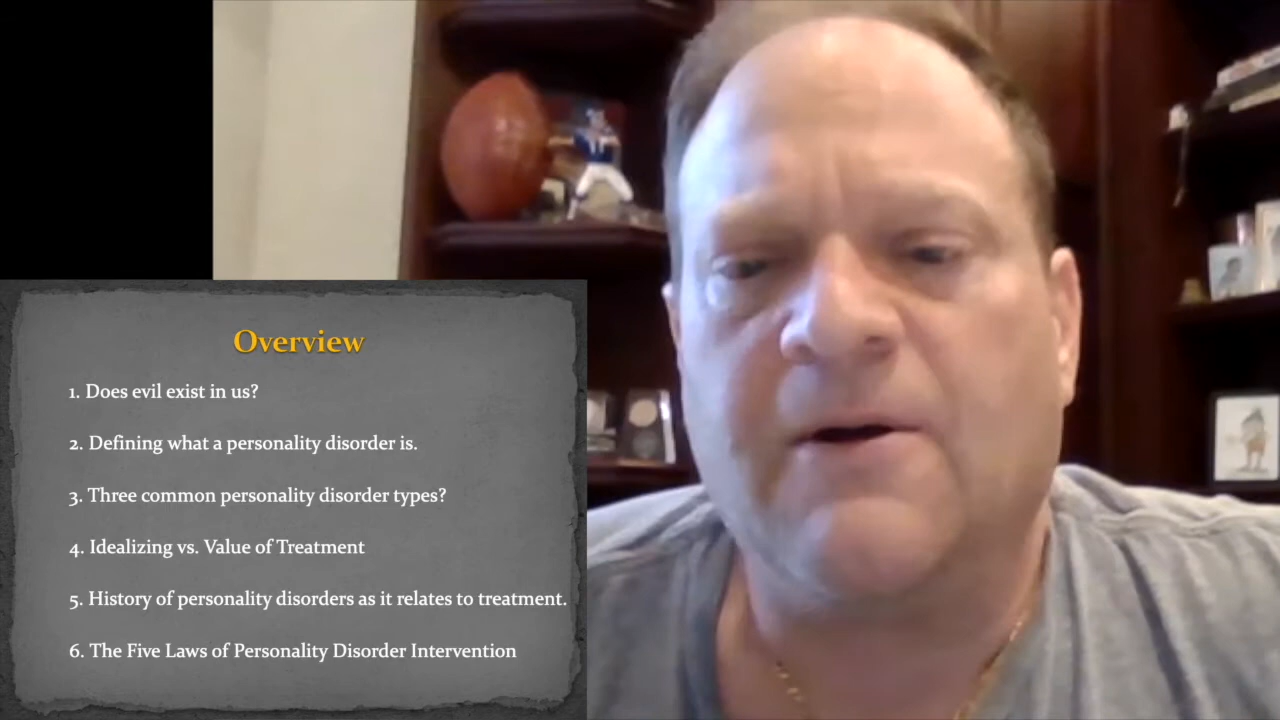 Overview
1. Does evil exist in us?
2. Defining what a personality disorder is.
3. Three common personality disorder types?
4. Idealizing vs. Value of Treatment
5. History of personality disorders as it relates to treatment.
6. The Five Laws of Personality Disorder Intervention